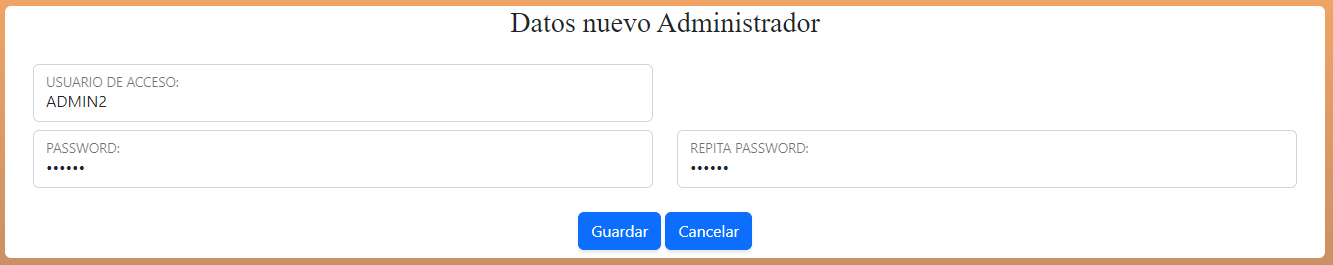 Datos nuevo Administrador
USUARIO DE ACCESO:
ADMIN2
PASSWORD:
••••••
REPITA PASSWORD:
••••••
Guardar
Cancelar